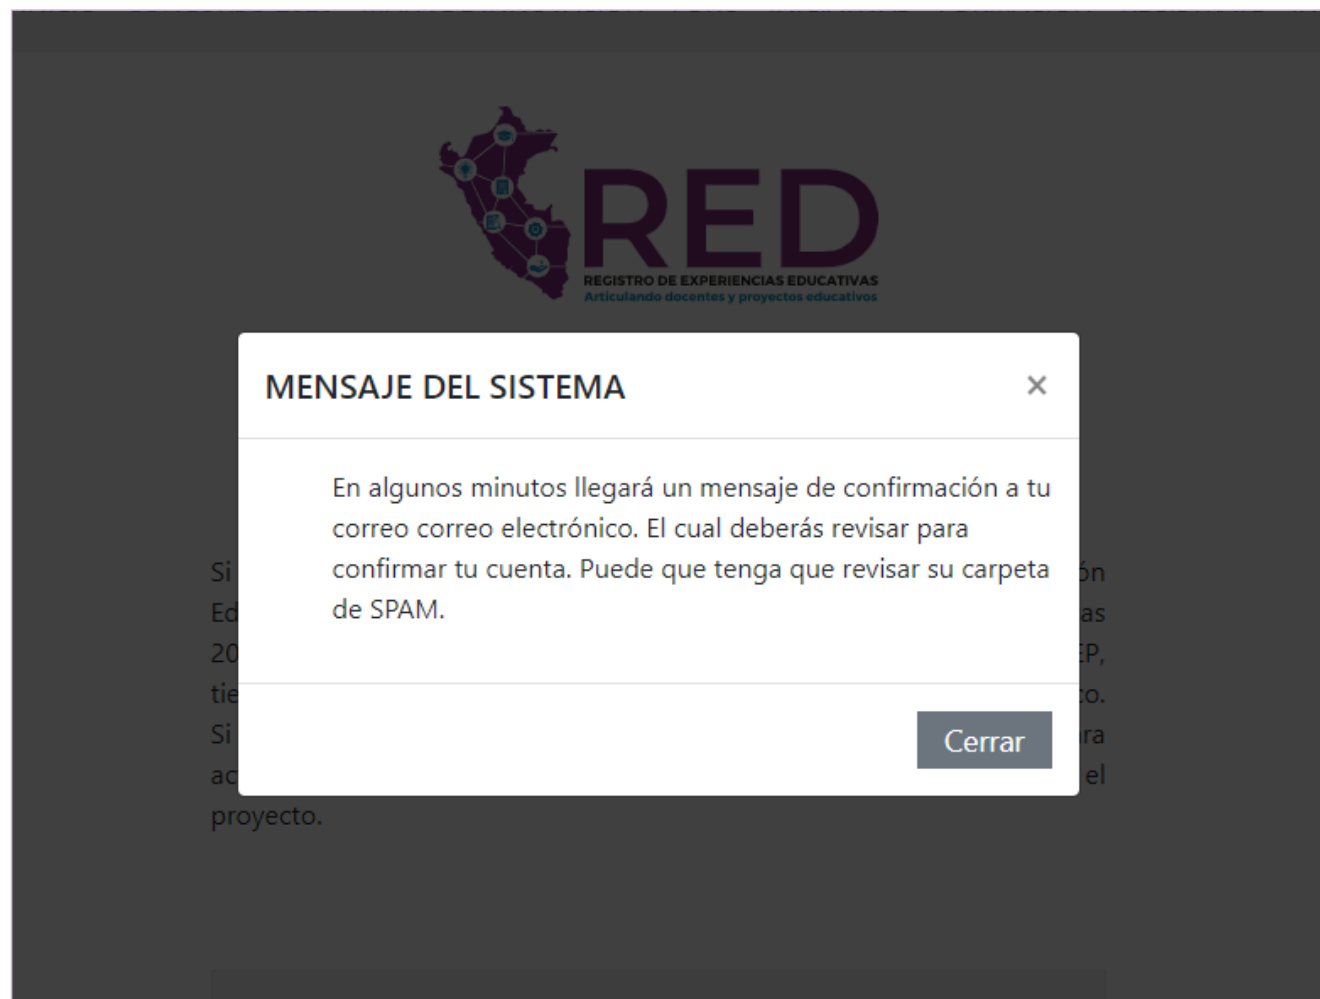 RED
REGISTRO DE EXPERIENCIAS EDUCATIVAS
Articulando docentes y proyectos educativos
MENSAJE DEL SISTEMA ×
En algunos minutos llegará un mensaje de confirmación a tu
correo correo electrónico. El cual deberás revisar para
confirmar tu cuenta. Puede que tenga que revisar su carpeta
de SPAM.
Cerrar
Si
proyecto.